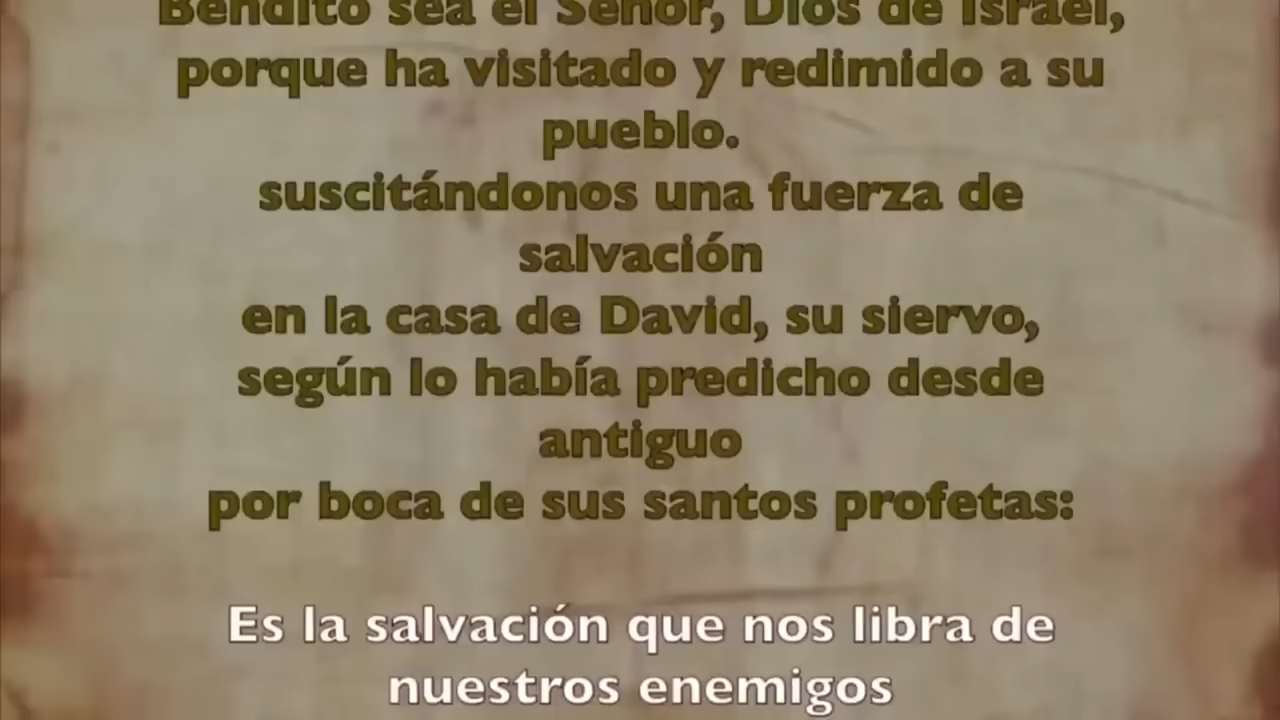 Bendito sea el Señor, Dios de Israel,
porque ha visitado y redimido a su
pueblo.
suscitándonos una fuerza de
salvación
en la casa de David, su siervo,
según lo había predicho desde
antiguo
por boca de sus santos profetas:
Es la salvación que nos libra de
nuestros enemigos